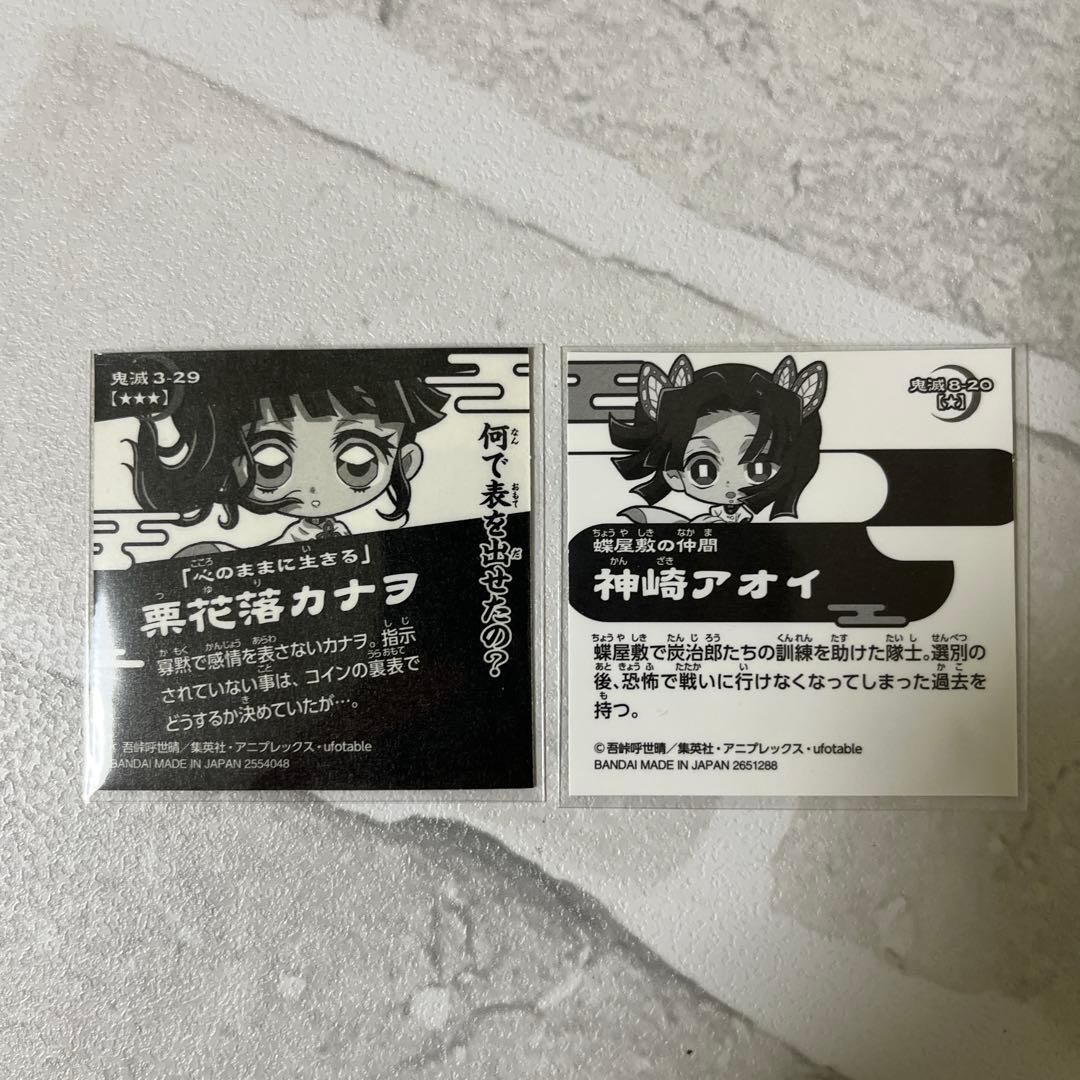 鬼滅3-29
【★★★】
何で表を出せたの？
「心のままに生きる」
栗花落カナヲ
寡黙で感情を表さないカナヲ。指示
されていない事は、コインの裏表で
どうするか決めていたが…。
吾峠呼世晴／集英社・アニプレックス・ufotable
BANDAI MADE IN JAPAN 2554048
鬼滅8-20
【★】
蝶屋敷の仲間
神崎アオイ
蝶屋敷で炭治郎たちの訓練を助けた隊士。選別の
後、恐怖で戦いに行けなくなってしまった過去を
持つ。
©吾峠呼世晴／集英社・アニプレックス・ufotable
BANDAI MADE IN JAPAN 2651288